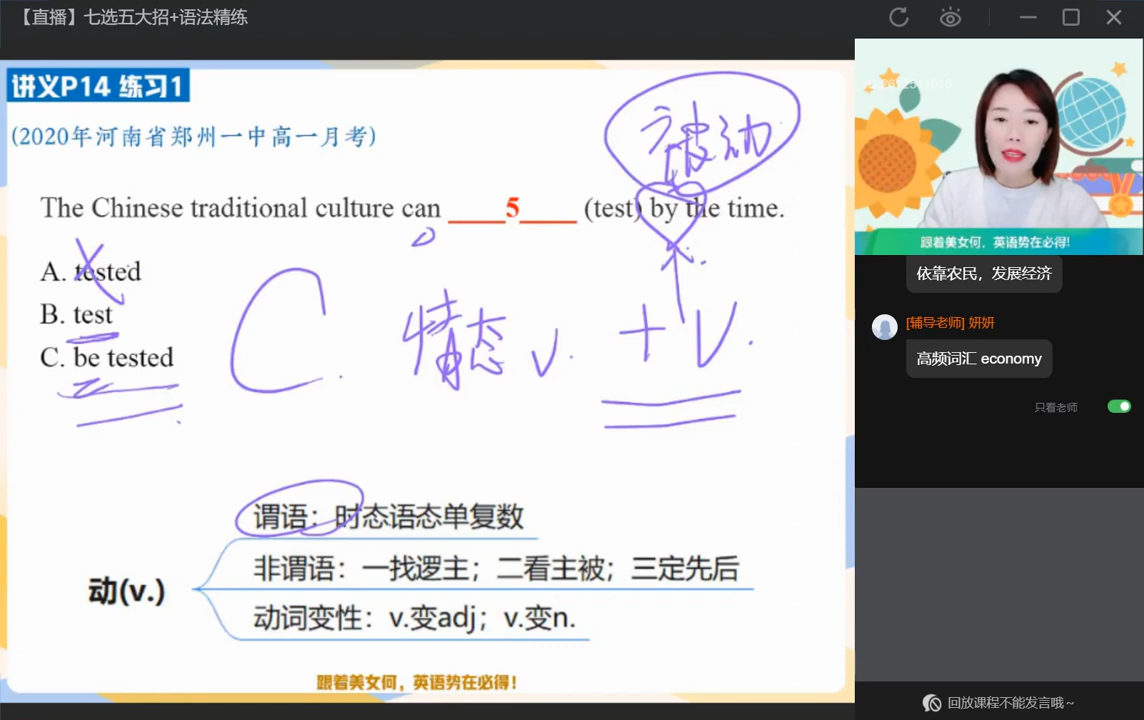 【直播】七选五大招+语法精练
讲义P14 练习1
(2020年河南省郑州一中高一月考)
被动
The Chinese traditional culture can ____5____ (test) by the time.
A. tested
B. test
C. be tested
C.
情态 v. + V.
谓语：时态语态单复数
非谓语：一找逻主；二看主被；三定先后
动(v.)
动词变性：v.变adj；v.变n.
跟着美女何，英语势在必得！
跟着美女何，英语势在必得!
依靠农民，发展经济
[辅导老师] 妍妍
高频词汇 economy
只看老师
回放课程不能发言哦~